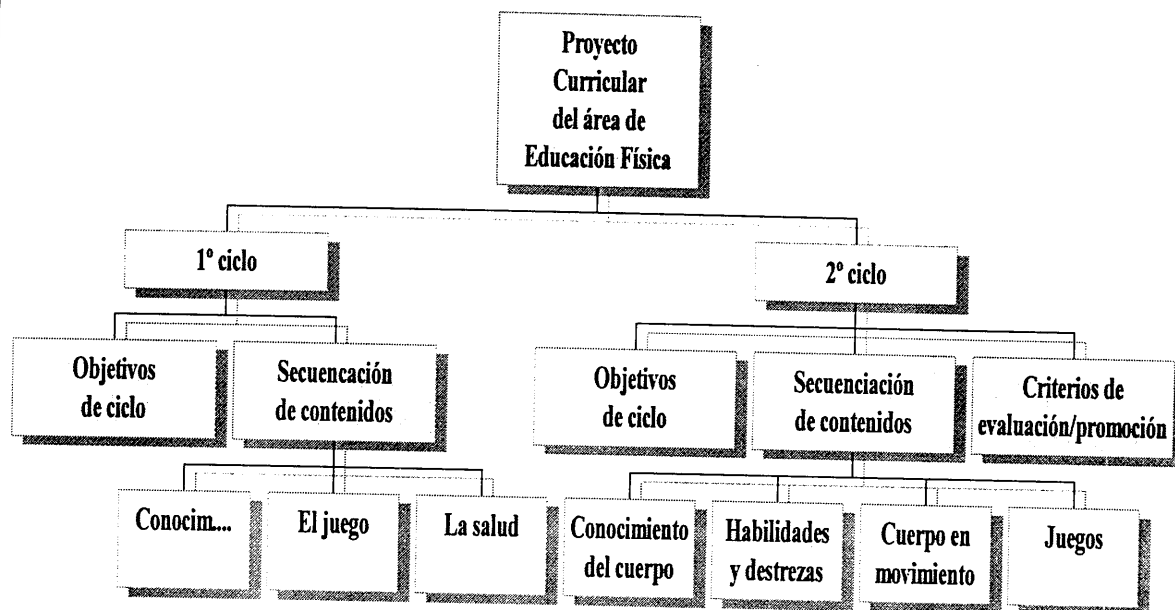 Proyecto
Curricular
del área de
Educación Física
1º ciclo
2º ciclo
Objetivos
de ciclo
Secuencación
de contenidos
Objetivos
de ciclo
Secuenciación
de contenidos
Criterios de
evaluación/promoción
Conocim....
El juego
La salud
Conocimiento
del cuerpo
Habilidades
y destrezas
Cuerpo en
movimiento
Juegos